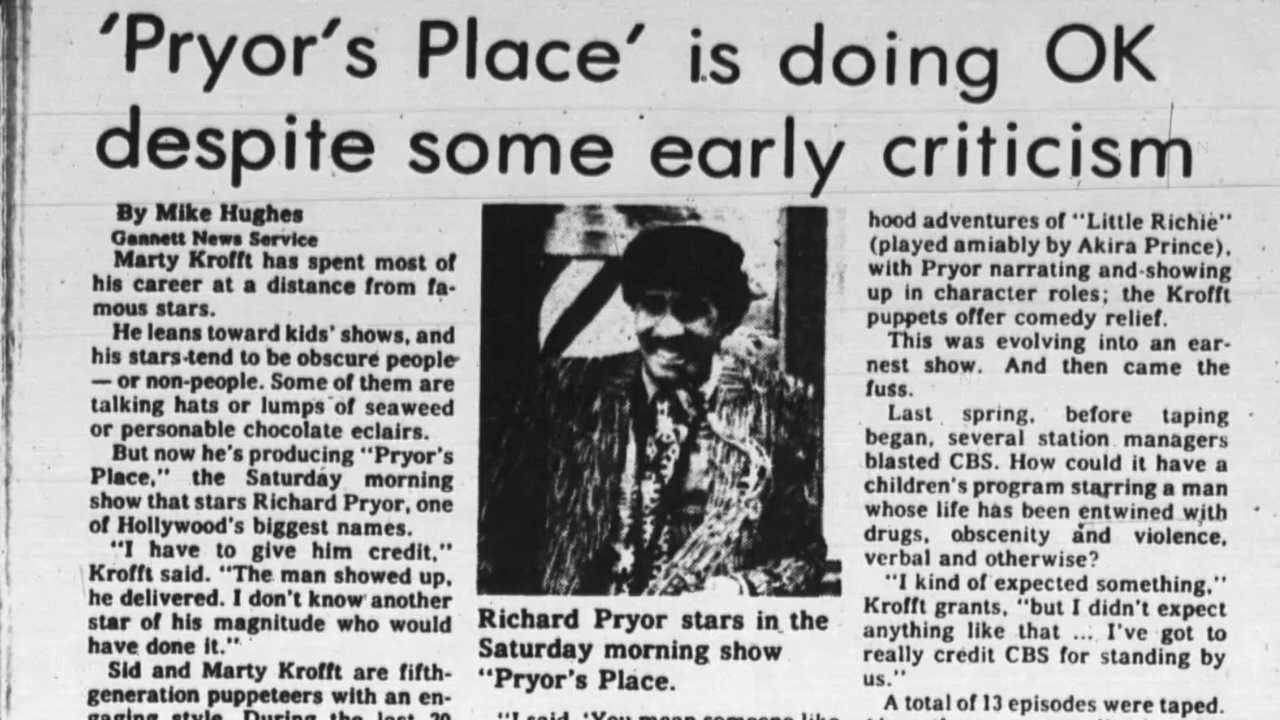 'Pryor's Place' is doing OK
despite some early criticism
By Mike Hughes
Gannett News Service
Marty Krofft has spent most of
his career at a distance from fa-
mous stars.
He leans toward kids' shows, and
his stars tend to be obscure people
— or non-people. Some of them are
talking hats or lumps of seaweed
or personable chocolate eclairs.
But now he's producing "Pryor's
Place," the Saturday morning
show that stars Richard Pryor, one
of Hollywood's biggest names.
"I have to give him credit,"
Krofft said. "The man showed up,
he delivered. I don't know another
star of his magnitude who would
have done it."
Sid and Marty Krofft are fifth-
generation puppeteers with an en-
gaging style. During the last 20
Richard Pryor stars in the
Saturday morning show
"Pryor's Place.
"I said, 'You mean someone like
hood adventures of "Little Richie"
(played amiably by Akira Prince),
with Pryor narrating and showing
up in character roles; the Krofft
puppets offer comedy relief.
This was evolving into an ear-
nest show. And then came the
fuss.
Last spring, before taping
began, several station managers
blasted CBS. How could it have a
children's program starring a man
whose life has been entwined with
drugs, obscenity and violence,
verbal and otherwise?
"I kind of expected something,"
Krofft grants, "but I didn't expect
anything like that ... I've got to
really credit CBS for standing by
us."
A total of 13 episodes were taped.